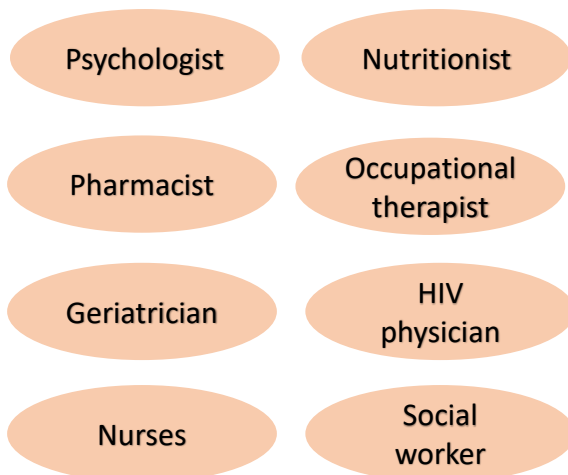 Psychologist
Nutritionist
Pharmacist
Occupational
therapist
Geriatrician
HIV
physician
Nurses
Social
worker